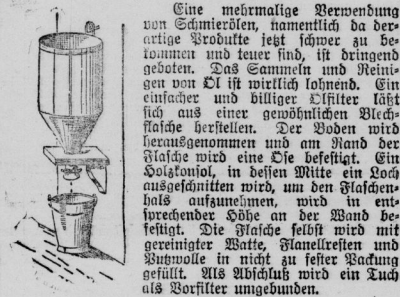 Eine mehrmalige Verwendung
von Schmierölen, namentlich da der-
artige Produkte jetzt schwer zu be-
kommen und teuer sind, ist dringend
geboten. Das Sammeln und Reini-
gen von Öl ist wirklich lohnend. Ein
einfacher und billiger Ölfilter läßt
sich aus einer gewöhnlichen Blech-
flasche herstellen. Der Boden wird
herausgenommen und am Rand der
Flasche wird eine Öse befestigt. Ein
Holzkonsol, in dessen Mitte ein Loch
ausgeschnitten wird, um den Flaschen-
hals aufzunehmen, wird in ent-
sprechender Höhe an der Wand be-
festigt. Die Flasche selbst wird mit
gereinigter Watte, Flanellresten und
Putzwolle in nicht zu fester Packung
gefüllt. Als Abschluß wird ein Tuch
als Vorfilter umgebunden.